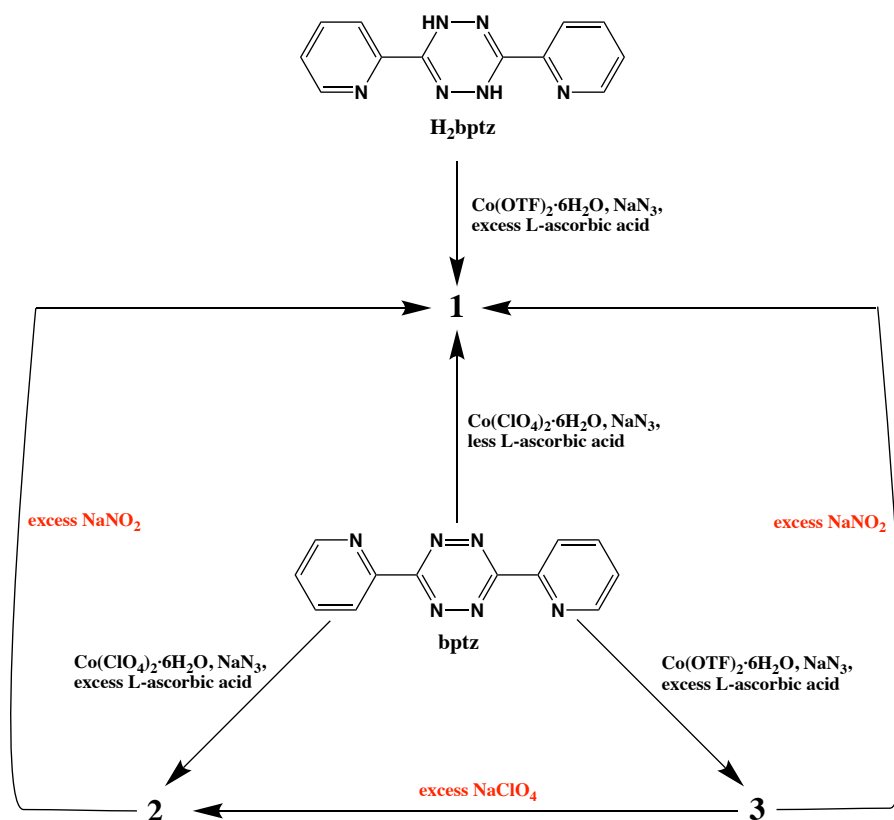 HN N
N NH
N N
H₂bptz
Co(OTF)₂·6H₂O, NaN₃,
excess L-ascorbic acid
1
Co(ClO₄)₂·6H₂O, NaN₃,
less L-ascorbic acid
excess NaNO₂
excess NaNO₂
N N N
N N N
bptz
Co(ClO₄)₂·6H₂O, NaN₃,
excess L-ascorbic acid
Co(OTF)₂·6H₂O, NaN₃,
excess L-ascorbic acid
excess NaClO₄
2
3